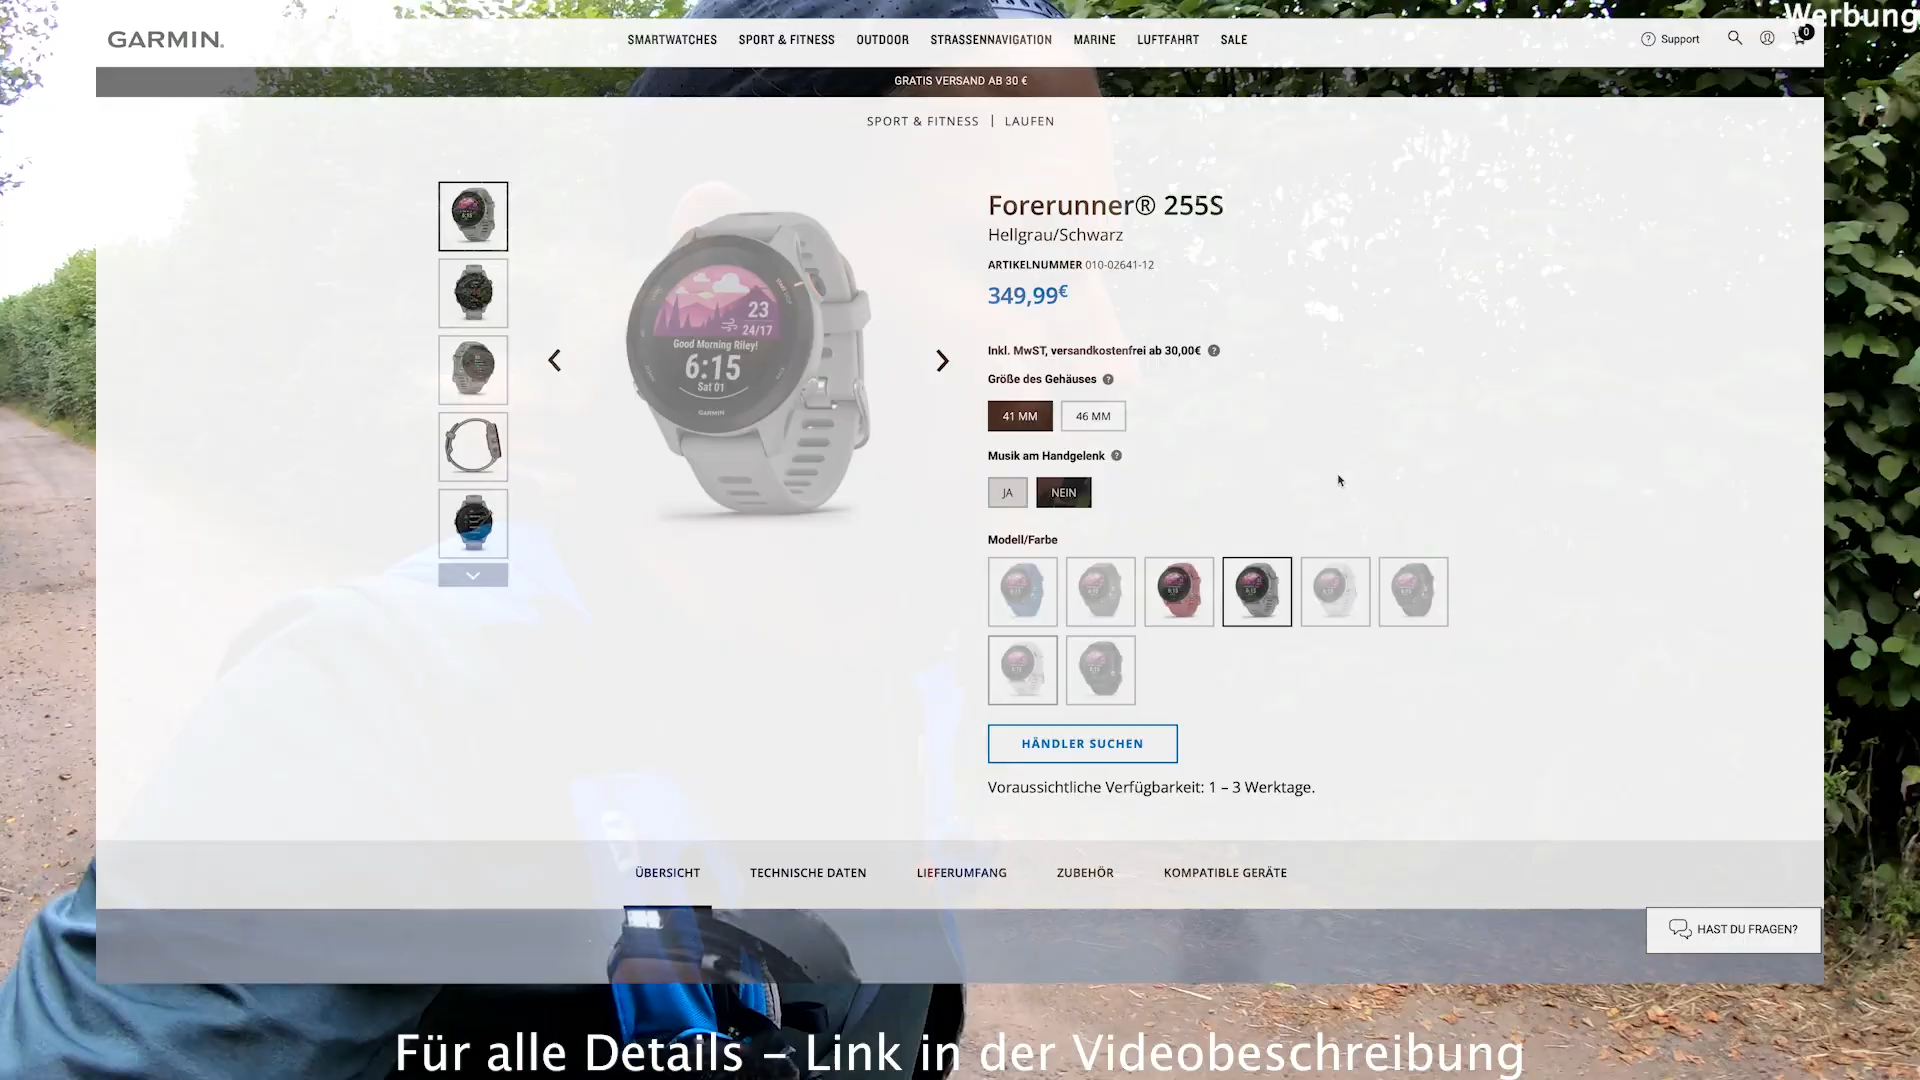 Werbung
GARMIN.
SMARTWATCHES SPORT & FITNESS OUTDOOR STRASSENNAVIGATION MARINE LUFTFAHRT SALE
Support
0
GRATIS VERSAND AB 30 €
SPORT & FITNESS | LAUFEN
Forerunner® 255S
Hellgrau/Schwarz
ARTIKELNUMMER 010-02641-12
349,99€
23
24/17
Good Morning Riley!
6:15
Sat 01
GARMIN
Inkl. MwST, versandkostenfrei ab 30,00€ ?
Größe des Gehäuses ?
41 MM 46 MM
Musik am Handgelenk ?
JA NEIN
Modell/Farbe
HÄNDLER SUCHEN
Voraussichtliche Verfügbarkeit: 1 – 3 Werktage.
ÜBERSICHT TECHNISCHE DATEN LIEFERUMFANG ZUBEHÖR KOMPATIBLE GERÄTE
HAST DU FRAGEN?
Für alle Details – Link in der Videobeschreibung